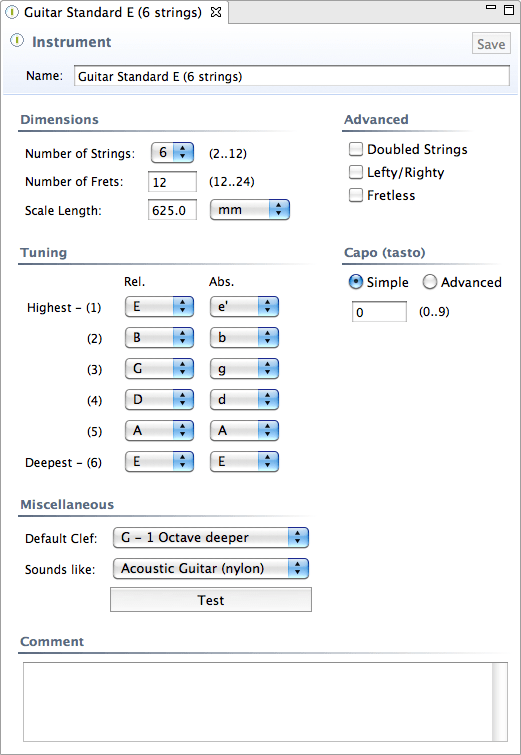 Guitar Standard E (6 strings)
Instrument
Save
Name: Guitar Standard E (6 strings)
Dimensions
Number of Strings: 6 (2..12)
Number of Frets: 12 (12..24)
Scale Length: 625.0 mm
Advanced
Doubled Strings
Lefty/Righty
Fretless
Tuning
Rel. Abs.
Highest - (1) E e'
(2) B b
(3) G g
(4) D d
(5) A A
Deepest - (6) E E
Capo (tasto)
Simple Advanced
0 (0..9)
Miscellaneous
Default Clef: G - 1 Octave deeper
Sounds like: Acoustic Guitar (nylon)
Test
Comment